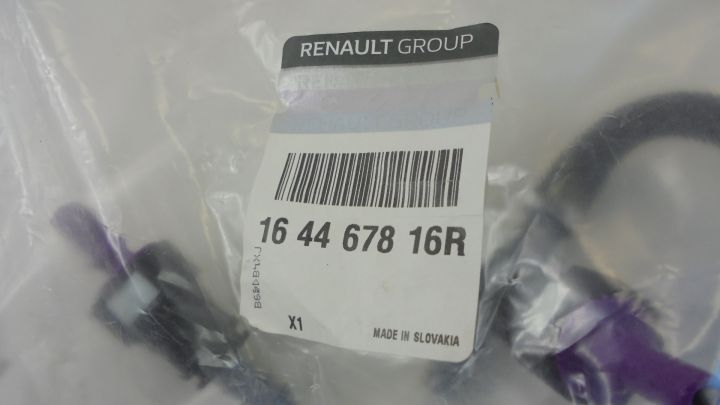 RENAULT GROUP
16 44 678 16R
X1
MADE IN SLOVAKIA